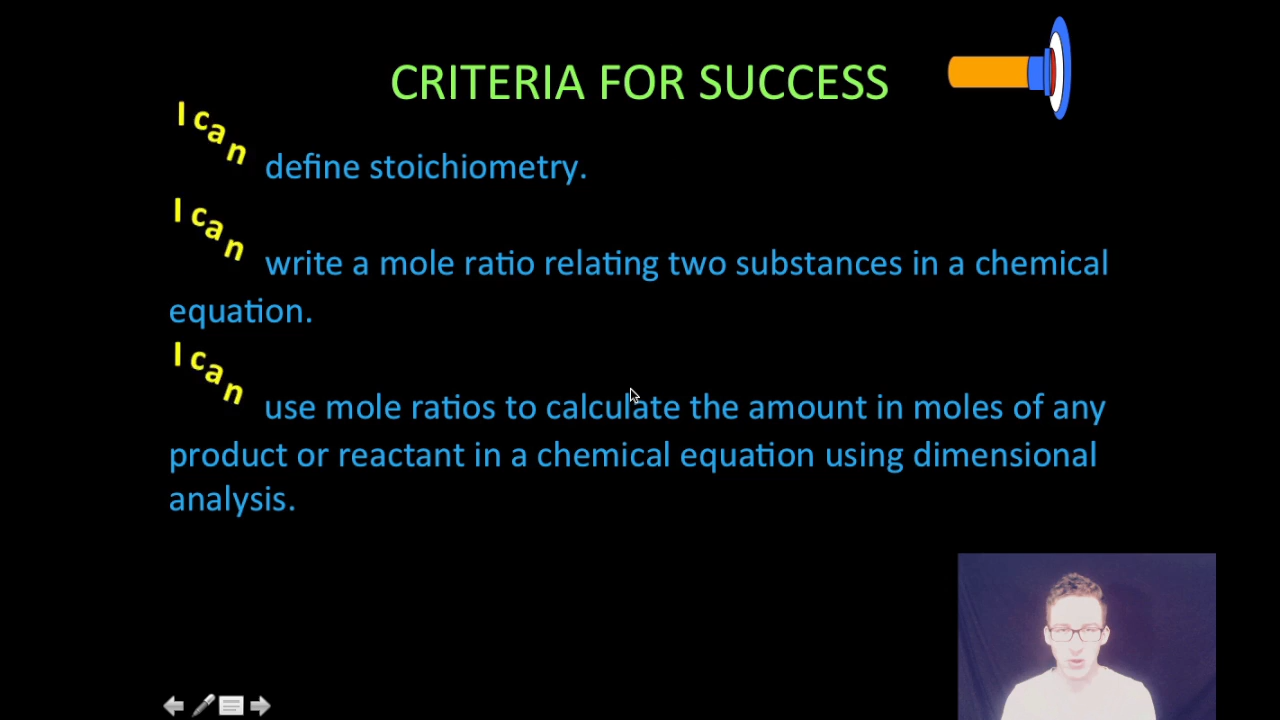 CRITERIA FOR SUCCESS
I can define stoichiometry.
I can write a mole ratio relating two substances in a chemical
equation.
I can use mole ratios to calculate the amount in moles of any
product or reactant in a chemical equation using dimensional
analysis.